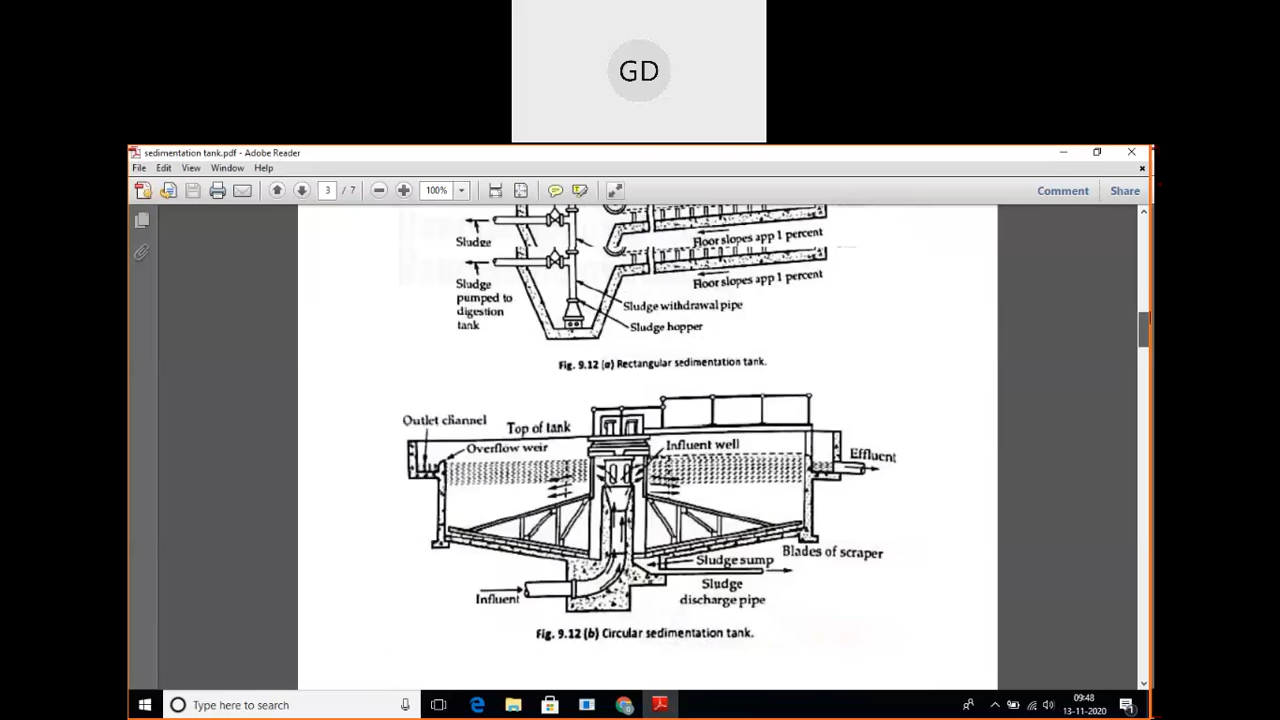 GD
sedimentation tank.pdf - Adobe Reader
File Edit View Window Help
3 / 7 100% Comment Share
Sludge
Floor slopes app 1 percent
Sludge
pumped to
digestion
tank
Floor slopes app 1 percent
Sludge withdrawal pipe
Sludge hopper
Fig. 9.12 (a) Rectangular sedimentation tank.
Outlet channel
Top of tank
Overflow weir
Influent well
Effluent
Blades of scraper
Sludge sump
Sludge
discharge pipe
Influent
Fig. 9.12 (b) Circular sedimentation tank.
Type here to search
09:48
13-11-2020